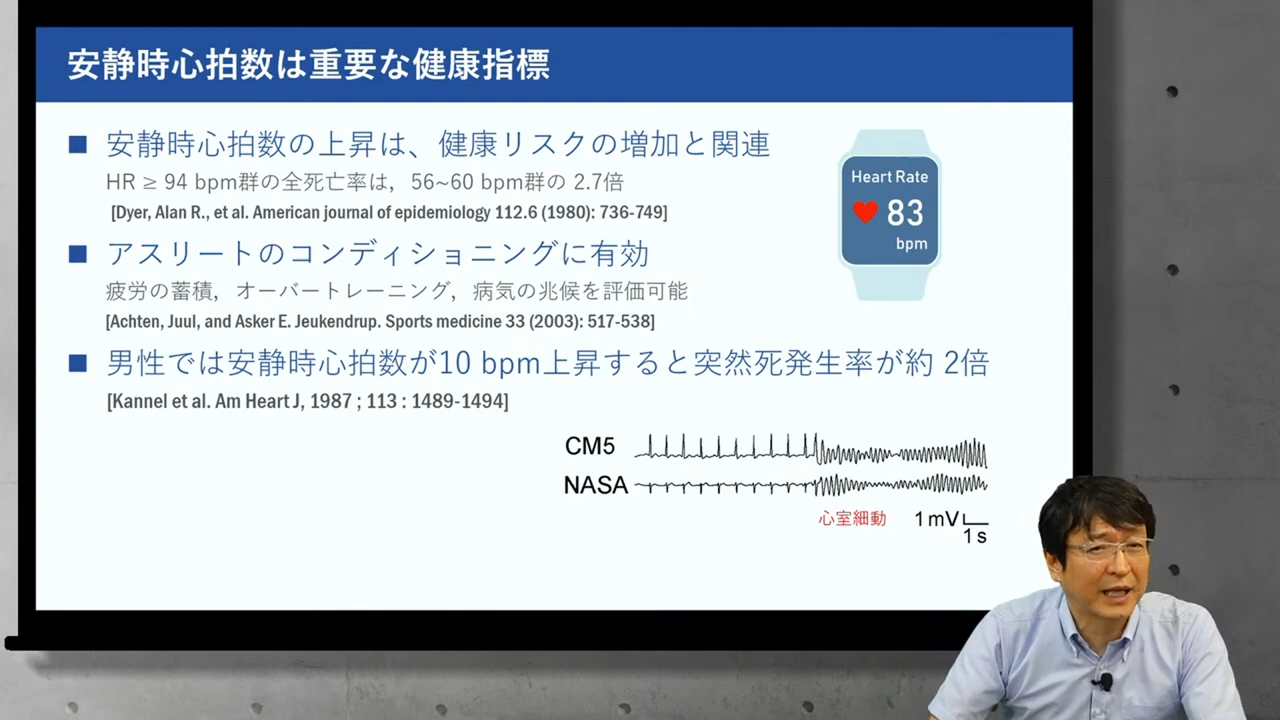 安静時心拍数は重要な健康指標
■ 安静時心拍数の上昇は、健康リスクの増加と関連
HR ≥ 94 bpm群の全死亡率は，56~60 bpm群の 2.7倍
[Dyer, Alan R., et al. American journal of epidemiology 112.6 (1980): 736-749]
Heart Rate
83
bpm
■ アスリートのコンディショニングに有効
疲労の蓄積，オーバートレーニング，病気の兆候を評価可能
[Achten, Juul, and Asker E. Jeukendrup. Sports medicine 33 (2003): 517-538]
■ 男性では安静時心拍数が10 bpm上昇すると突然死発生率が約 2倍
[Kannel et al. Am Heart J, 1987 ; 113 : 1489-1494]
CM5
NASA
心室細動
1 mV
1 s